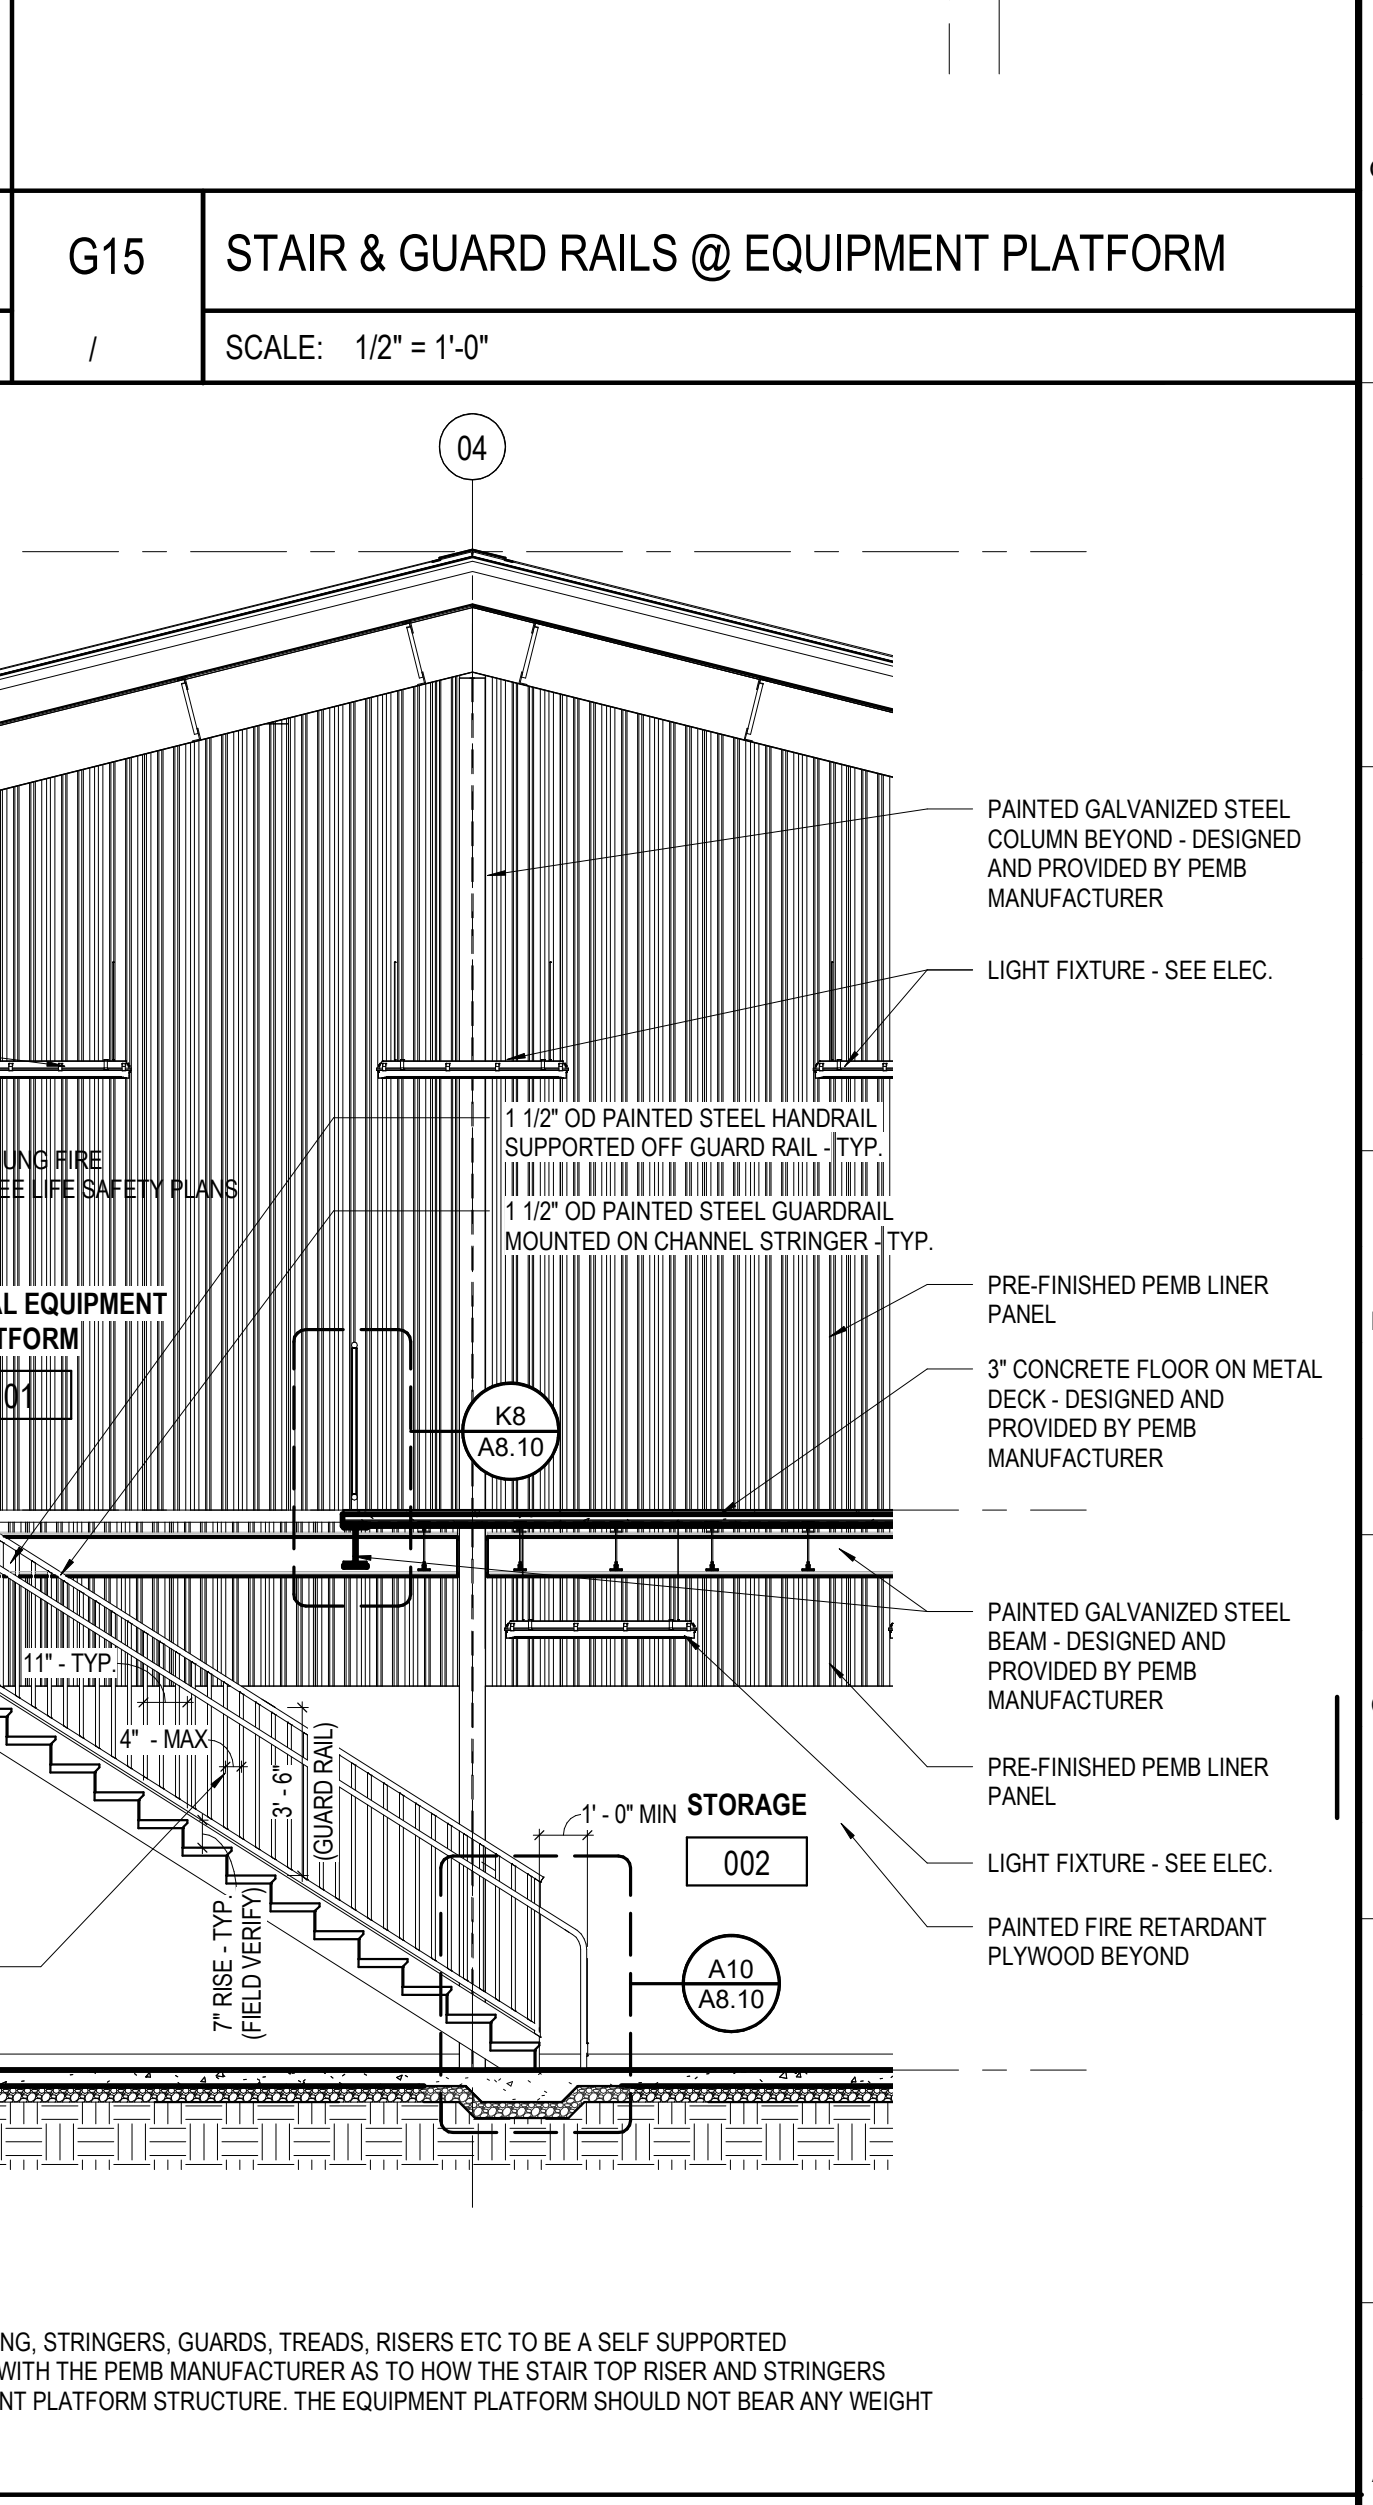 G15
STAIR & GUARD RAILS @ EQUIPMENT PLATFORM
/
SCALE: 1/2" = 1'-0"
04
PAINTED GALVANIZED STEEL
COLUMN BEYOND - DESIGNED
AND PROVIDED BY PEMB
MANUFACTURER
LIGHT FIXTURE - SEE ELEC.
1 1/2" OD PAINTED STEEL HANDRAIL
SUPPORTED OFF GUARD RAIL - TYP.
UNG FIRE
EE LIFE SAFETY PLANS
1 1/2" OD PAINTED STEEL GUARDRAIL
MOUNTED ON CHANNEL STRINGER - TYP.
AL EQUIPMENT
TFORM
01
PRE-FINISHED PEMB LINER
PANEL
3" CONCRETE FLOOR ON METAL
DECK - DESIGNED AND
PROVIDED BY PEMB
MANUFACTURER
K8
A8.10
PAINTED GALVANIZED STEEL
BEAM - DESIGNED AND
PROVIDED BY PEMB
MANUFACTURER
11" - TYP.
4" - MAX
3' - 6"
(GUARD RAIL)
PRE-FINISHED PEMB LINER
PANEL
1' - 0" MIN
STORAGE
002
LIGHT FIXTURE - SEE ELEC.
7" RISE - TYP.
(FIELD VERIFY)
PAINTED FIRE RETARDANT
PLYWOOD BEYOND
A10
A8.10
NG, STRINGERS, GUARDS, TREADS, RISERS ETC TO BE A SELF SUPPORTED
WITH THE PEMB MANUFACTURER AS TO HOW THE STAIR TOP RISER AND STRINGERS
NT PLATFORM STRUCTURE. THE EQUIPMENT PLATFORM SHOULD NOT BEAR ANY WEIGHT